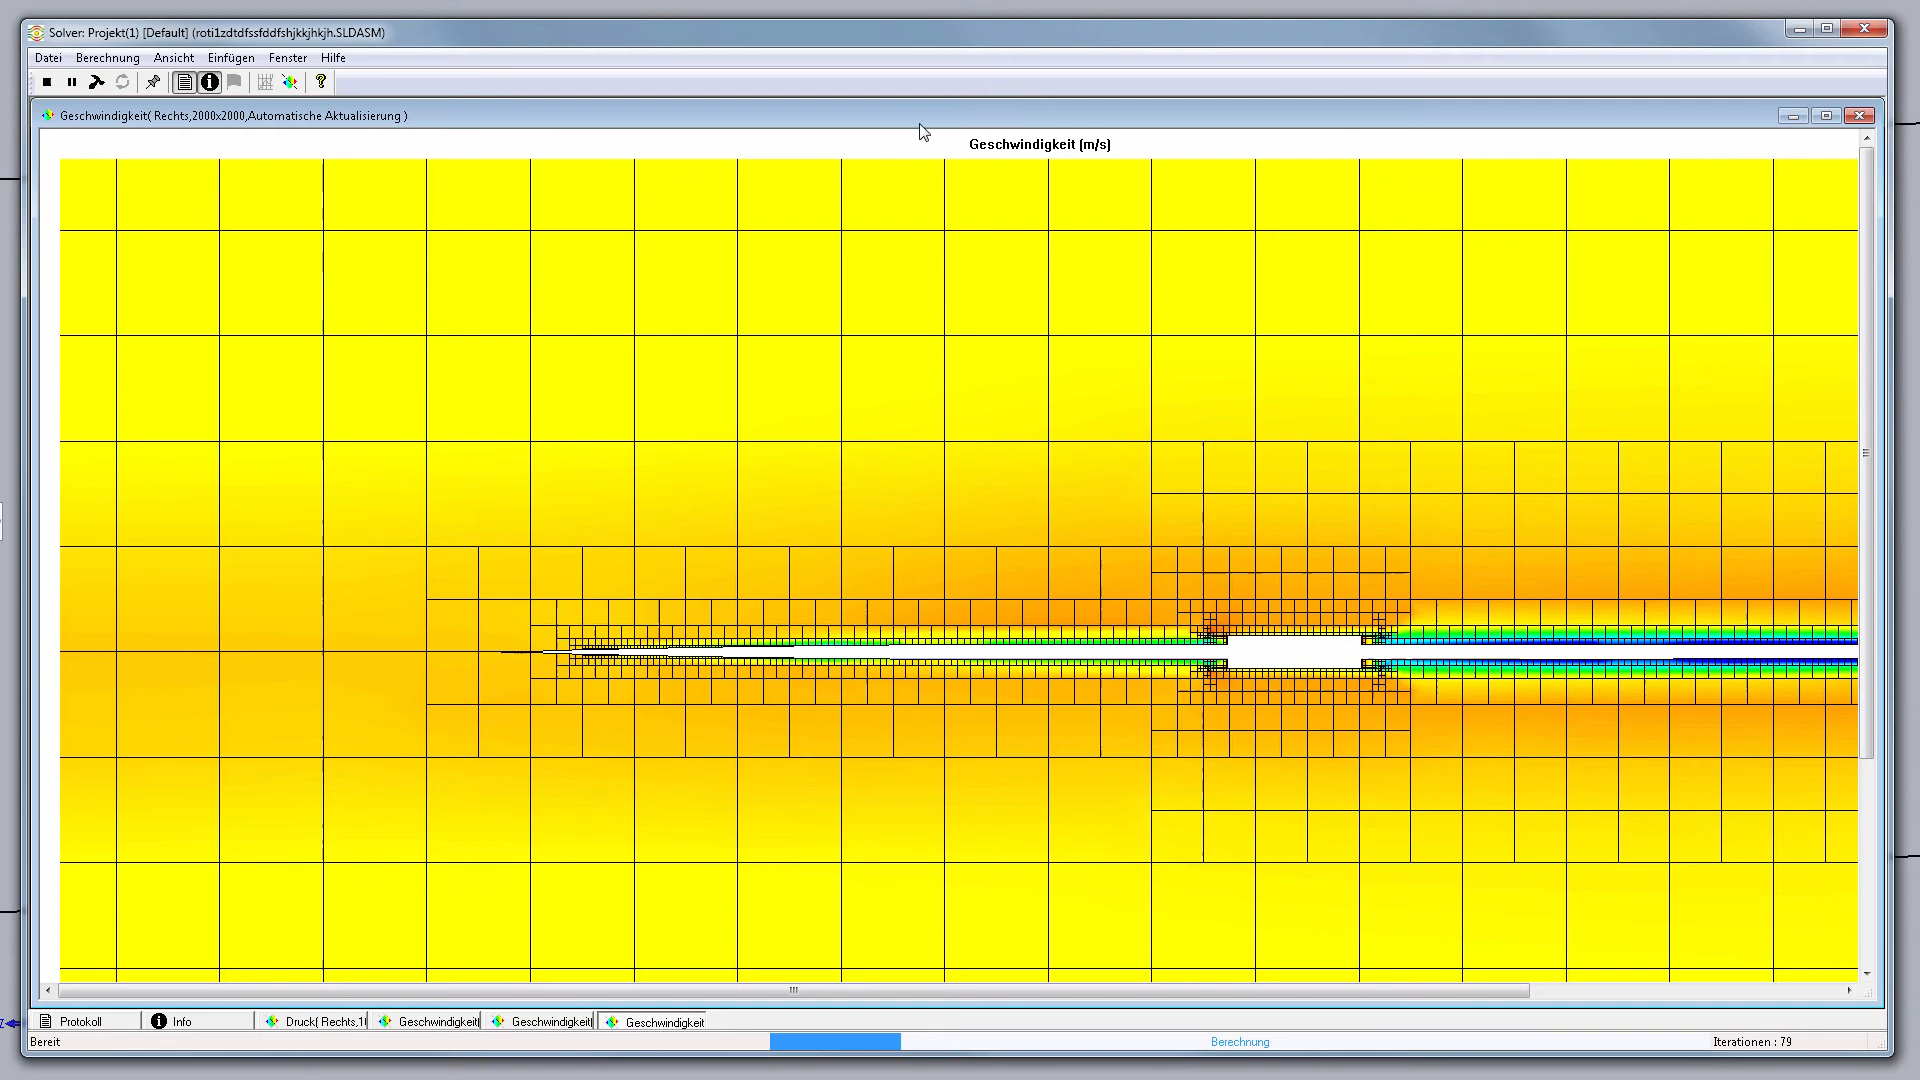 Solver: Projekt(1) [Default] (roti1zdtdfssfddfshjkkjhkjh.SLDASM)
Datei Berechnung Ansicht Einfügen Fenster Hilfe
Geschwindigkeit( Rechts,2000x2000,Automatische Aktualisierung )
Geschwindigkeit (m/s)
Protokoll Info Druck( Rechts,1 Geschwindigkeit( Geschwindigkeit( Geschwindigkeit
Bereit Berechnung Iterationen : 79
Z